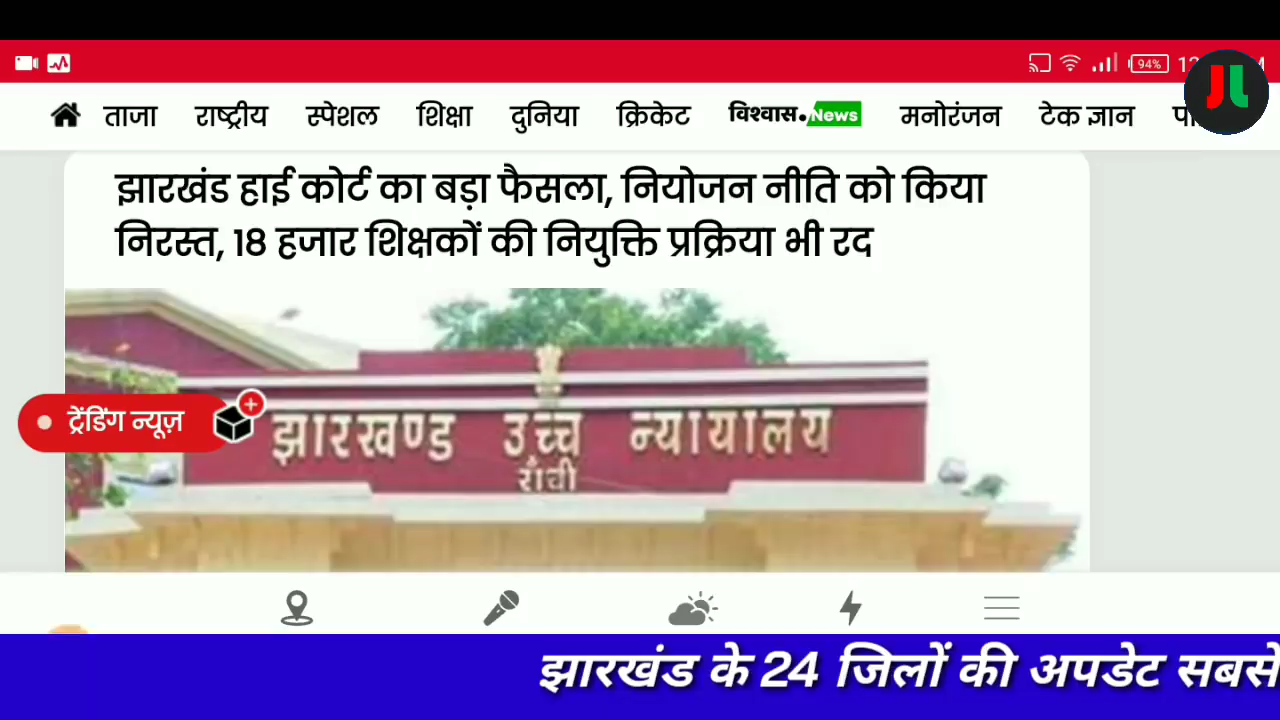 94%
ताजा राष्ट्रीय स्पेशल शिक्षा दुनिया क्रिकेट विश्वास.News मनोरंजन टेक ज्ञान
झारखंड हाई कोर्ट का बड़ा फैसला, नियोजन नीति को किया
निरस्त, 18 हजार शिक्षकों की नियुक्ति प्रक्रिया भी रद
ट्रेंडिंग न्यूज़
झारखण्ड उच्च न्यायालय
राँची
झारखंड के 24 जिलों की अपडेट सबसे